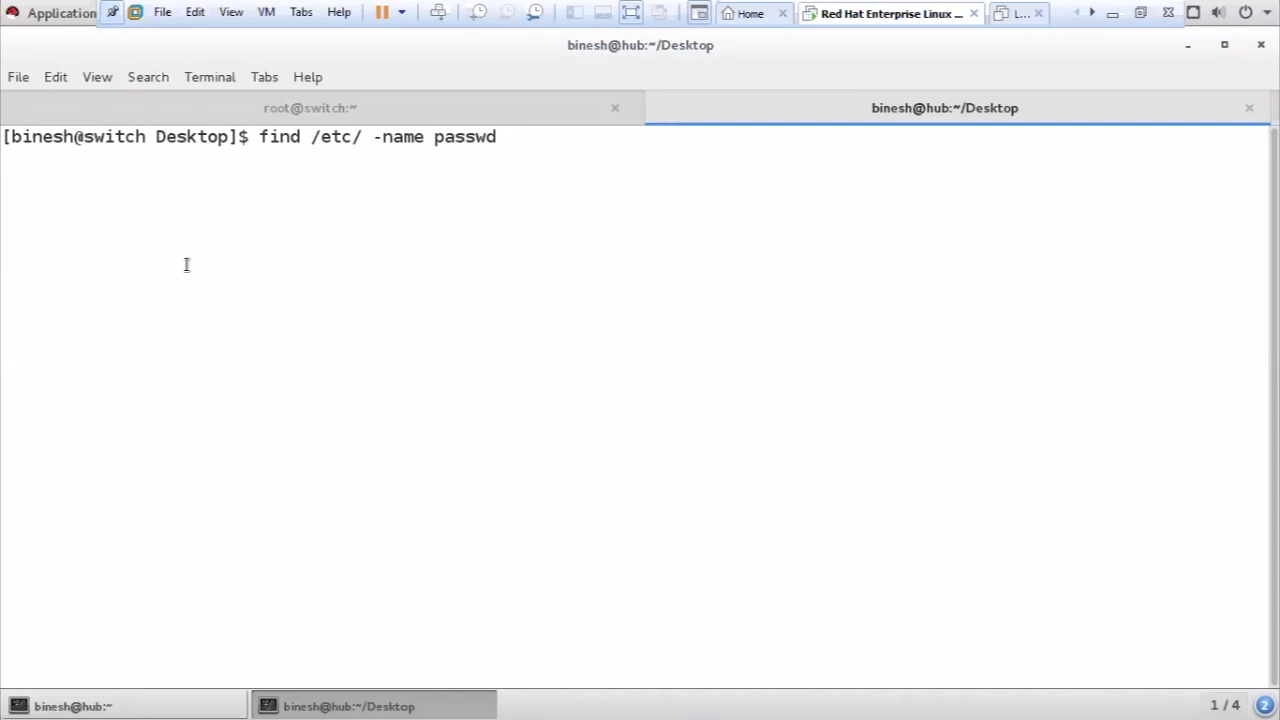 Application File Edit View VM Tabs Help Home Red Hat Enterprise Linux ... L...
binesh@hub:~/Desktop
File Edit View Search Terminal Tabs Help
root@switch:~ binesh@hub:~/Desktop
[binesh@switch Desktop]$ find /etc/ -name passwd
binesh@hub:~ binesh@hub:~/Desktop 1 / 4 2